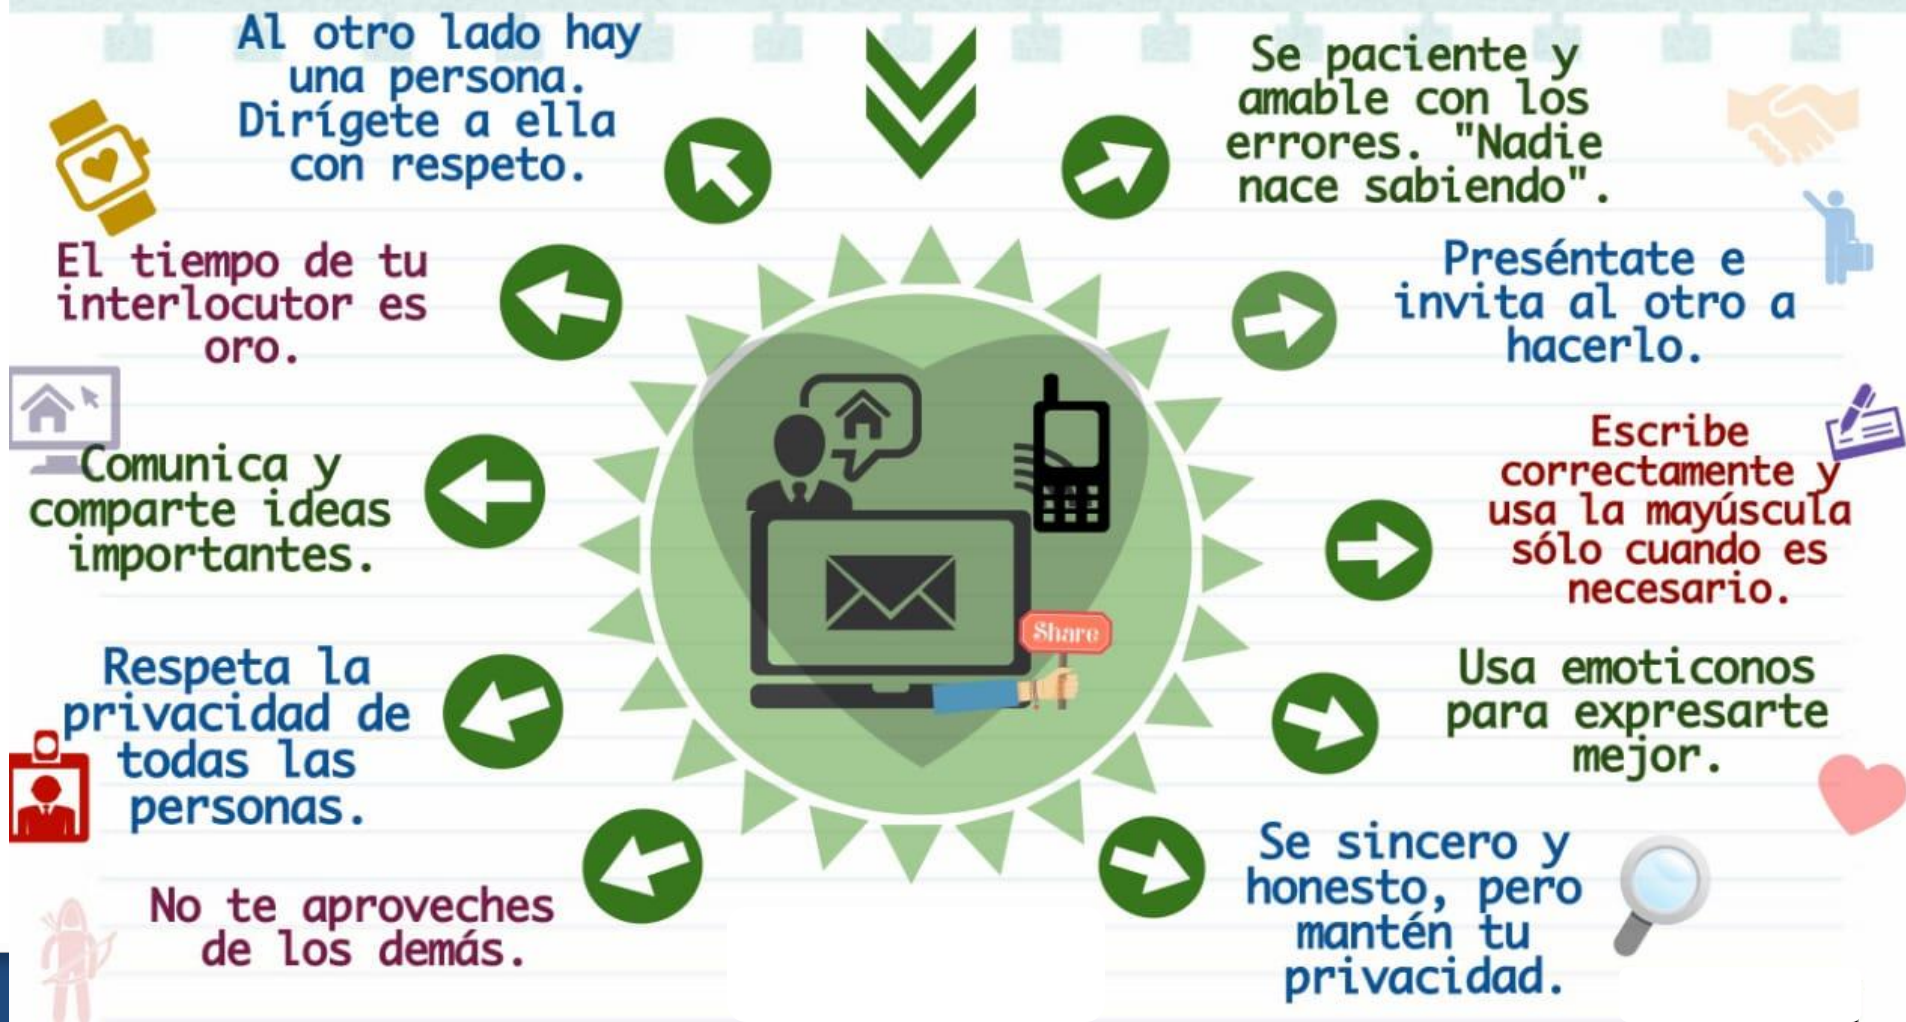 Al otro lado hay
una persona.
Dirígete a ella
con respeto.
El tiempo de tu
interlocutor es
oro.
Comunica y
comparte ideas
importantes.
Respeta la
privacidad de
todas las
personas.
No te aproveches
de los demás.
Share
Se paciente y
amable con los
errores. "Nadie
nace sabiendo".
Preséntate e
invita al otro a
hacerlo.
Escribe
correctamente y
usa la mayúscula
sólo cuando es
necesario.
Usa emoticonos
para expresarte
mejor.
Se sincero y
honesto, pero
mantén tu
privacidad.